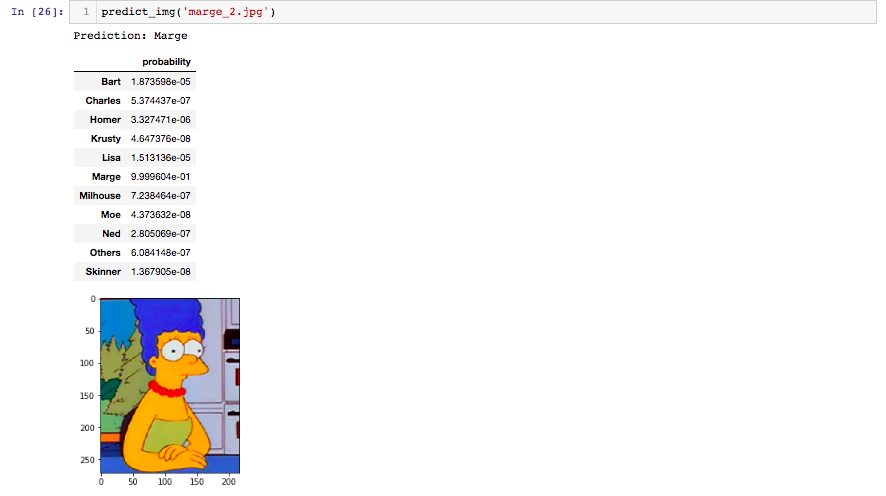 In [26]: 1 predict_img('marge_2.jpg')
Prediction: Marge
probability
Bart 1.873598e-05
Charles 5.374437e-07
Homer 3.327471e-06
Krusty 4.647376e-08
Lisa 1.513136e-05
Marge 9.999604e-01
Milhouse 7.238464e-07
Moe 4.373632e-08
Ned 2.805069e-07
Others 6.084148e-07
Skinner 1.367905e-08
0
50
100
150
200
250
0 50 100 150 200